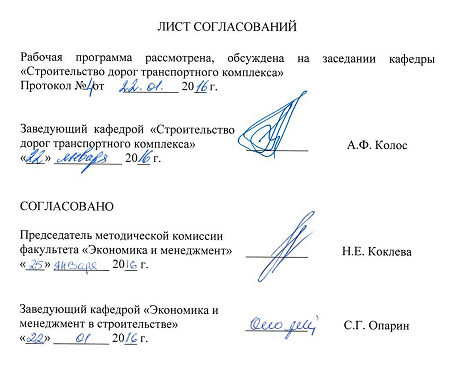 ЛИСТ СОГЛАСОВАНИЙ
Рабочая программа рассмотрена, обсуждена на заседании кафедры
«Строительство дорог транспортного комплекса»
Протокол №4 от 22.01. 2016 г.
Заведующий кафедрой «Строительство
дорог транспортного комплекса» А.Ф. Колос
«22» января 2016 г.
СОГЛАСОВАНО
Председатель методической комиссии
факультета «Экономика и менеджмент» Н.Е. Коклева
«25» января 2016 г.
Заведующий кафедрой «Экономика и
менеджмент в строительстве» С.Г. Опарин
«22» 01 2016 г.